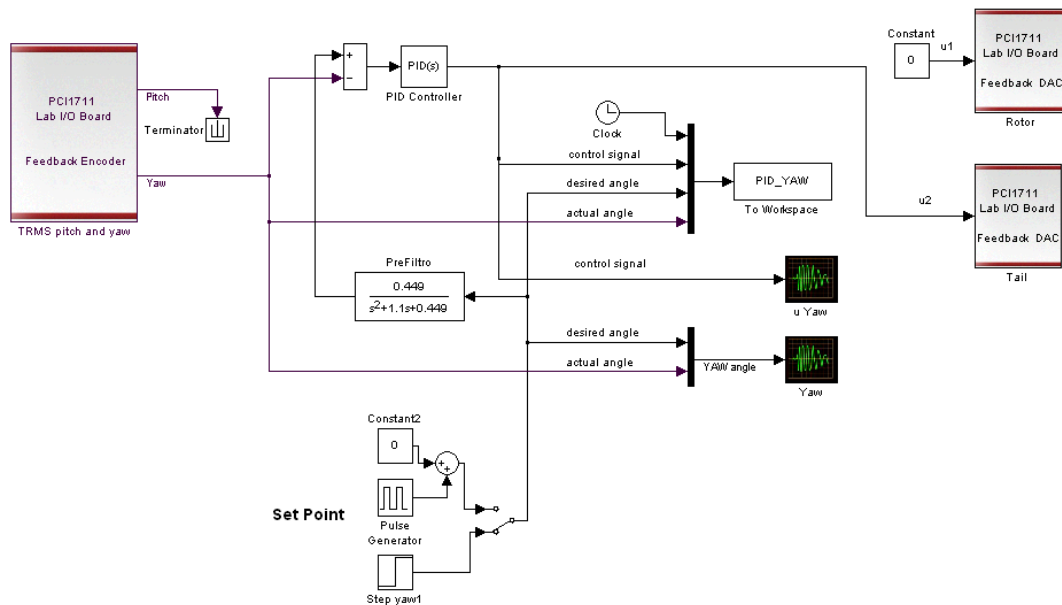 PCI1711
Lab I/O Board
Feedback Encoder
TRMS pitch and yaw
Pitch
Terminator
Yaw
+
−
PID(s)
PID Controller
Clock
control signal
desired angle
actual angle
PID_YAW
To Workspace
Constant
0
u1
PCI1711
Lab I/O Board
Feedback DAC
Rotor
u2
PCI1711
Lab I/O Board
Feedback DAC
Tail
PreFiltro
0.449
s²+1.1s+0.449
control signal
u Yaw
desired angle
actual angle
YAW angle
Yaw
Constant2
0
+
+
Set Point
Pulse
Generator
Step yaw1